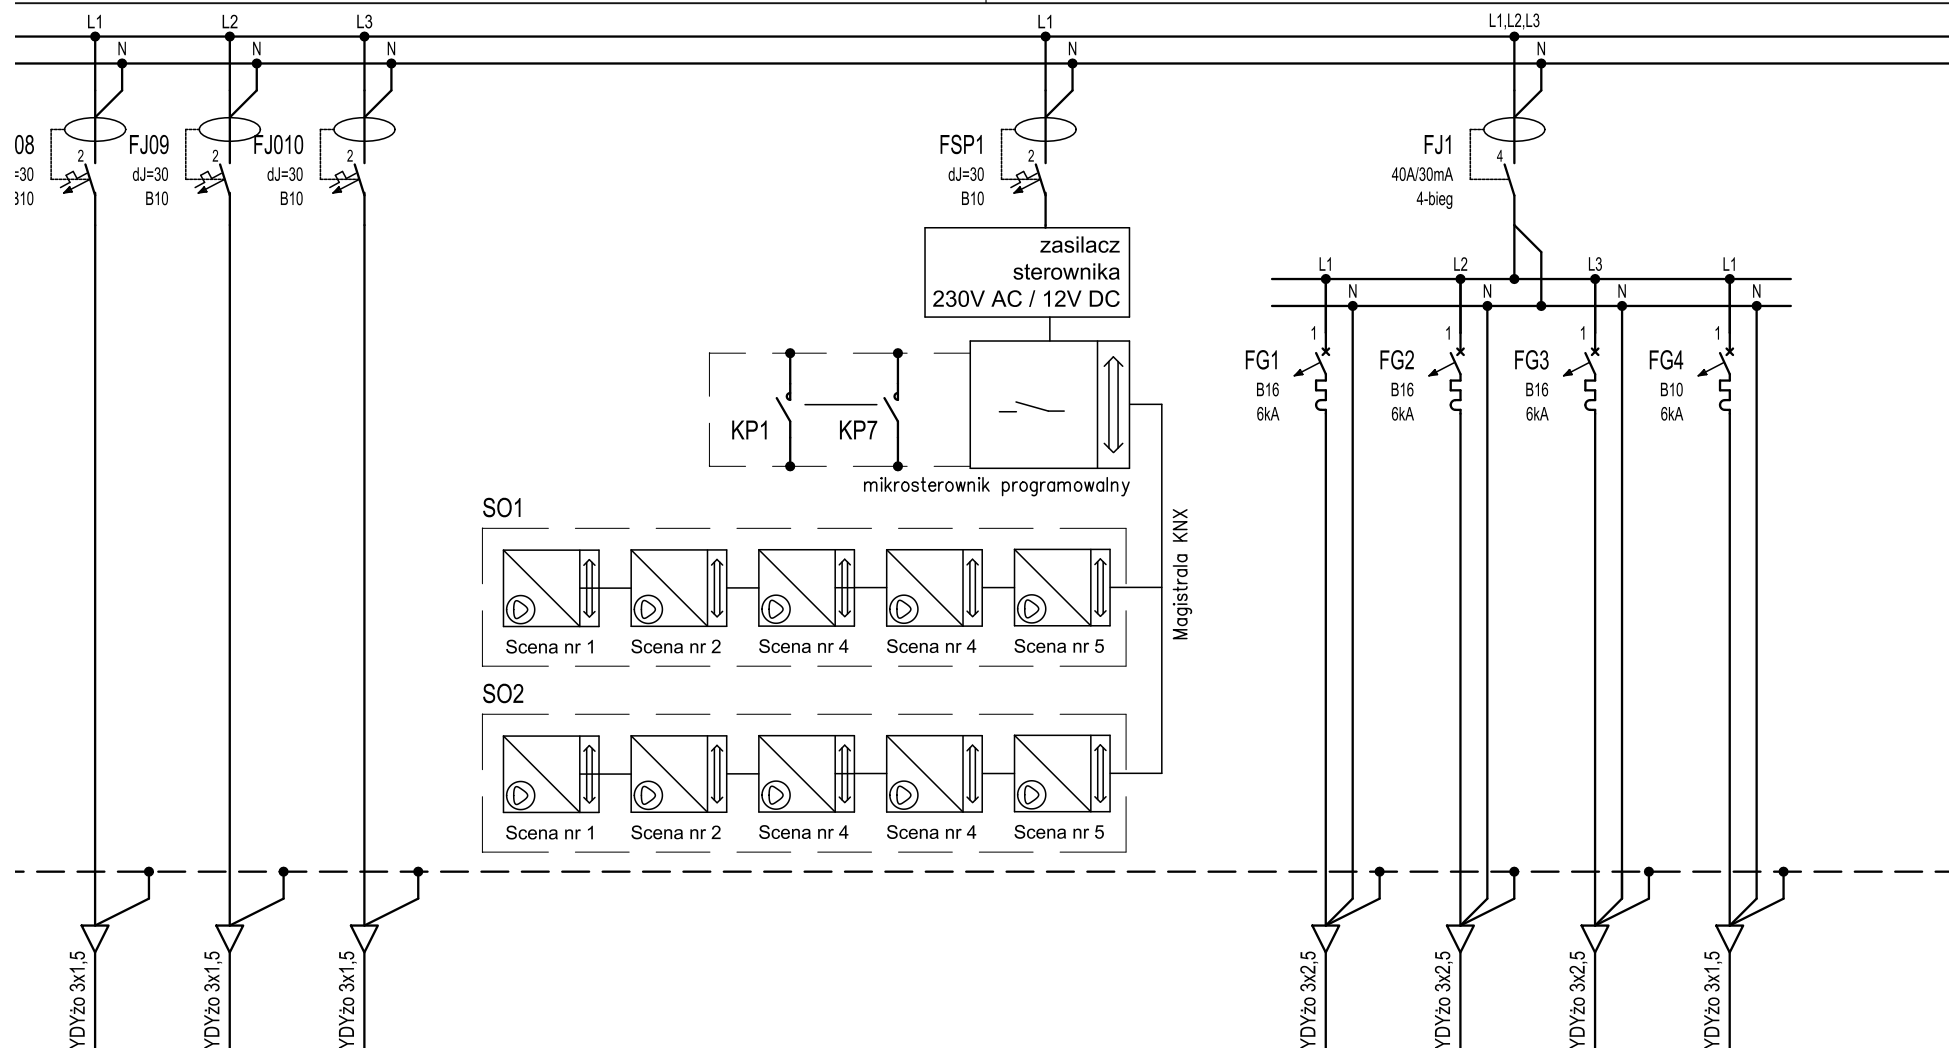 L1
L2
L3
L1
L1,L2,L3
N
N
N
N
N
08
=30
B10
2
FJ09
dJ=30
B10
2
FJ010
dJ=30
B10
2
FSP1
dJ=30
B10
2
FJ1
40A/30mA
4-bieg
4
zasilacz
sterownika
230V AC / 12V DC
L1
L2
L3
L1
N
N
N
N
FG1
B16
6kA
1
FG2
B16
6kA
1
FG3
B16
6kA
1
FG4
B10
6kA
1
KP1
KP7
mikrosterownik programowalny
Magistrala KNX
SO1
Scena nr 1
Scena nr 2
Scena nr 4
Scena nr 4
Scena nr 5
SO2
Scena nr 1
Scena nr 2
Scena nr 4
Scena nr 4
Scena nr 5
YDYżo 3x1,5
YDYżo 3x1,5
YDYżo 3x1,5
YDYżo 3x2,5
YDYżo 3x2,5
YDYżo 3x2,5
YDYżo 3x1,5